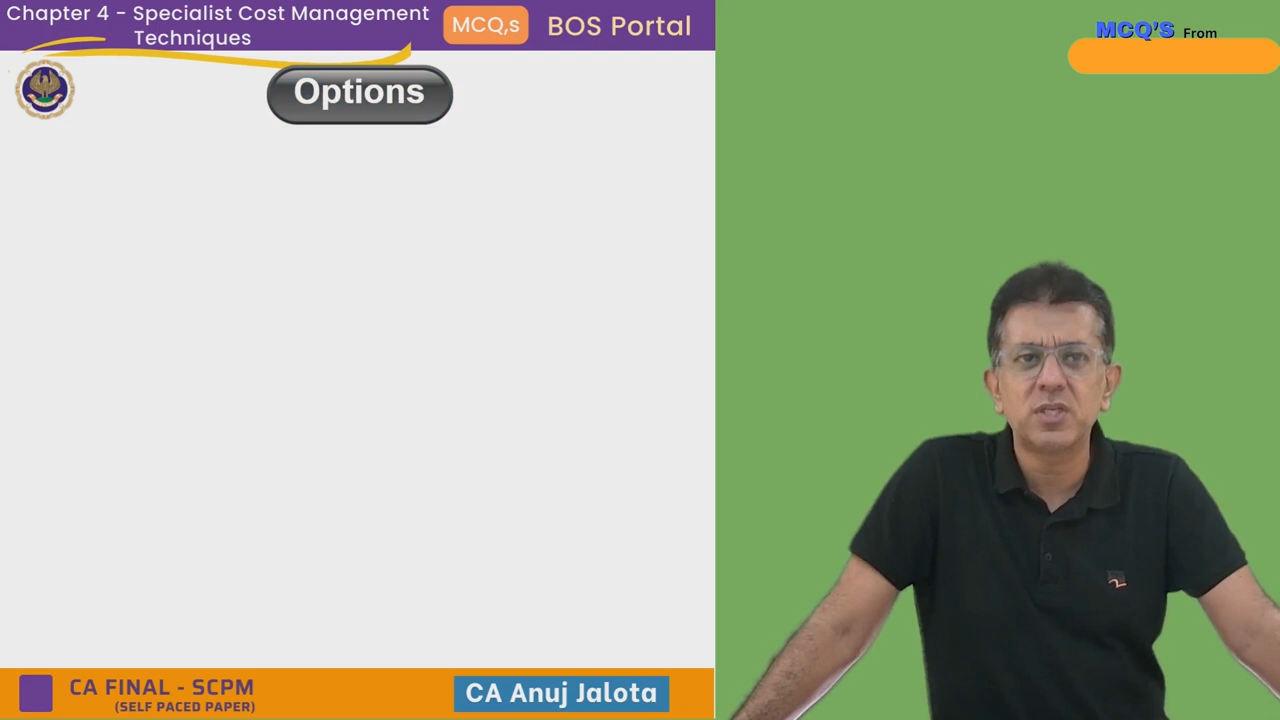 Chapter 4 - Specialist Cost Management
Techniques
MCQ,s
BOS Portal
MCQ'S From
Options
CA FINAL - SCPM
(SELF PACED PAPER)
CA Anuj Jalota